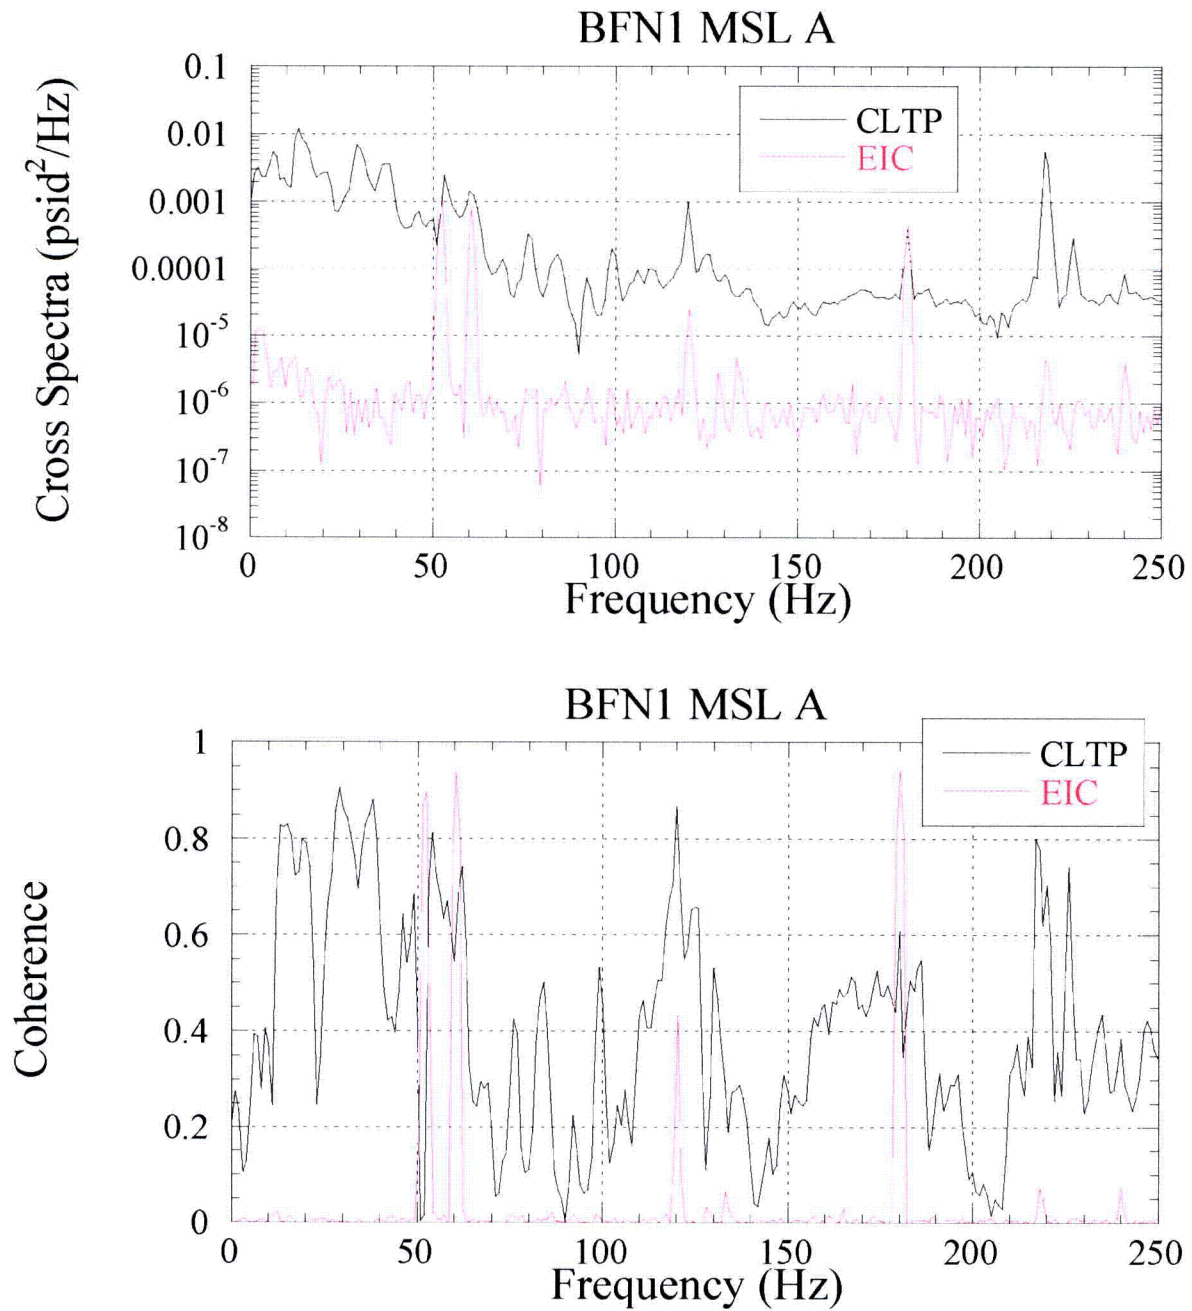 BFN1 MSL A
Cross Spectra (psid²/Hz)
0.1
0.01
0.001
0.0001
10⁻⁵
10⁻⁶
10⁻⁷
10⁻⁸
CLTP
EIC
0 50 100 150 200 250
Frequency (Hz)
BFN1 MSL A
Coherence
1
0.8
0.6
0.4
0.2
0
CLTP
EIC
0 50 100 150 200 250
Frequency (Hz)